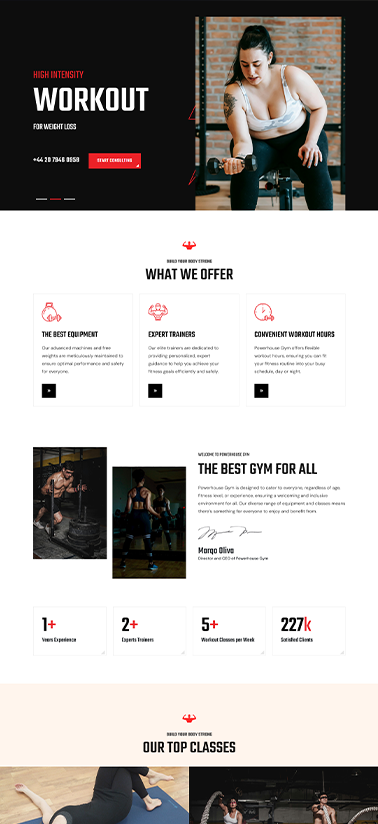 HIGH INTENSITY
WORKOUT
FOR WEIGHT LOSS
+44 20 7946 0958
START CONSULTING
BUILD YOUR BODY STRONG
WHAT WE OFFER
THE BEST EQUIPMENT
Our advanced machines and free
weights are meticulously maintained to
ensure optimal performance and safety
for everyone.
EXPERT TRAINERS
Our elite trainers are dedicated to
providing personalized, expert
guidance to help you achieve your
fitness goals efficiently and safely.
CONVENIENT WORKOUT HOURS
Powerhouse Gym offers flexible
workout hours, ensuring you can fit
your fitness routine into your busy
schedule, day or night.
WELCOME TO POWERHOUSE GYM
THE BEST GYM FOR ALL
Powerhouse Gym is designed to cater to everyone, regardless of age,
fitness level, or experience, ensuring a welcoming and inclusive
environment for all. Our diverse range of equipment and classes means
there's something for everyone to enjoy and benefit from.
Margo Oliva
Director and CEO of Powerhouse Gym
1+
Years Experience
2+
Experts Trainers
5+
Workout Classes per Week
227k
Satisfied Clients
BUILD YOUR BODY STRONG
OUR TOP CLASSES